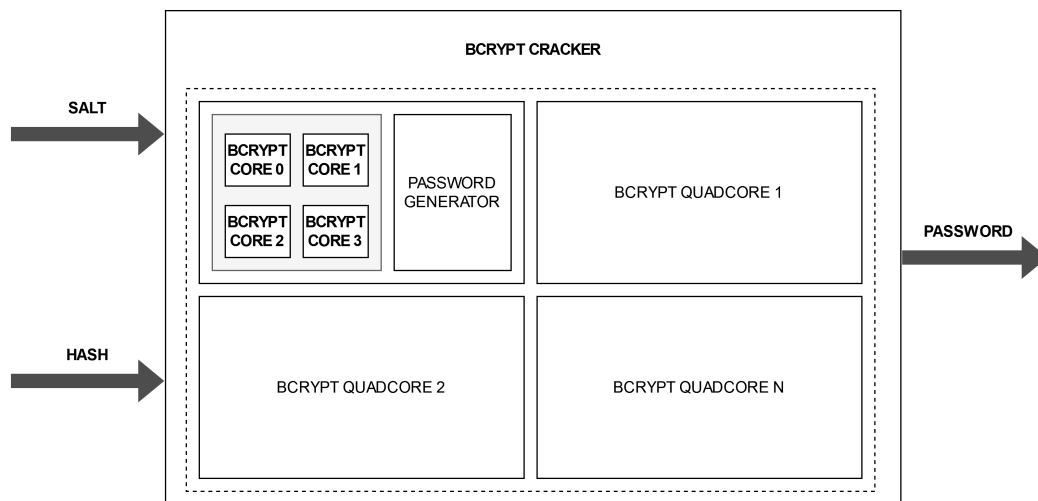 BCRYPT CRACKER
SALT
BCRYPT
CORE 0
BCRYPT
CORE 1
BCRYPT
CORE 2
BCRYPT
CORE 3
PASSWORD
GENERATOR
BCRYPT QUADCORE 1
PASSWORD
HASH
BCRYPT QUADCORE 2
BCRYPT QUADCORE N